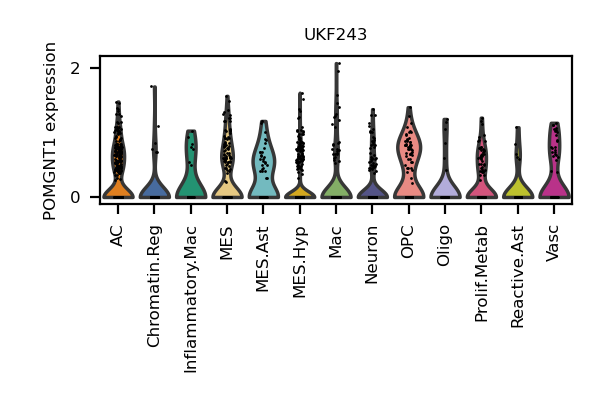 UKF243
POMGNT1 expression
2
0
AC
Chromatin.Reg
Inflammatory.Mac
MES
MES.Ast
MES.Hyp
Mac
Neuron
OPC
Oligo
Prolif.Metab
Reactive.Ast
Vasc